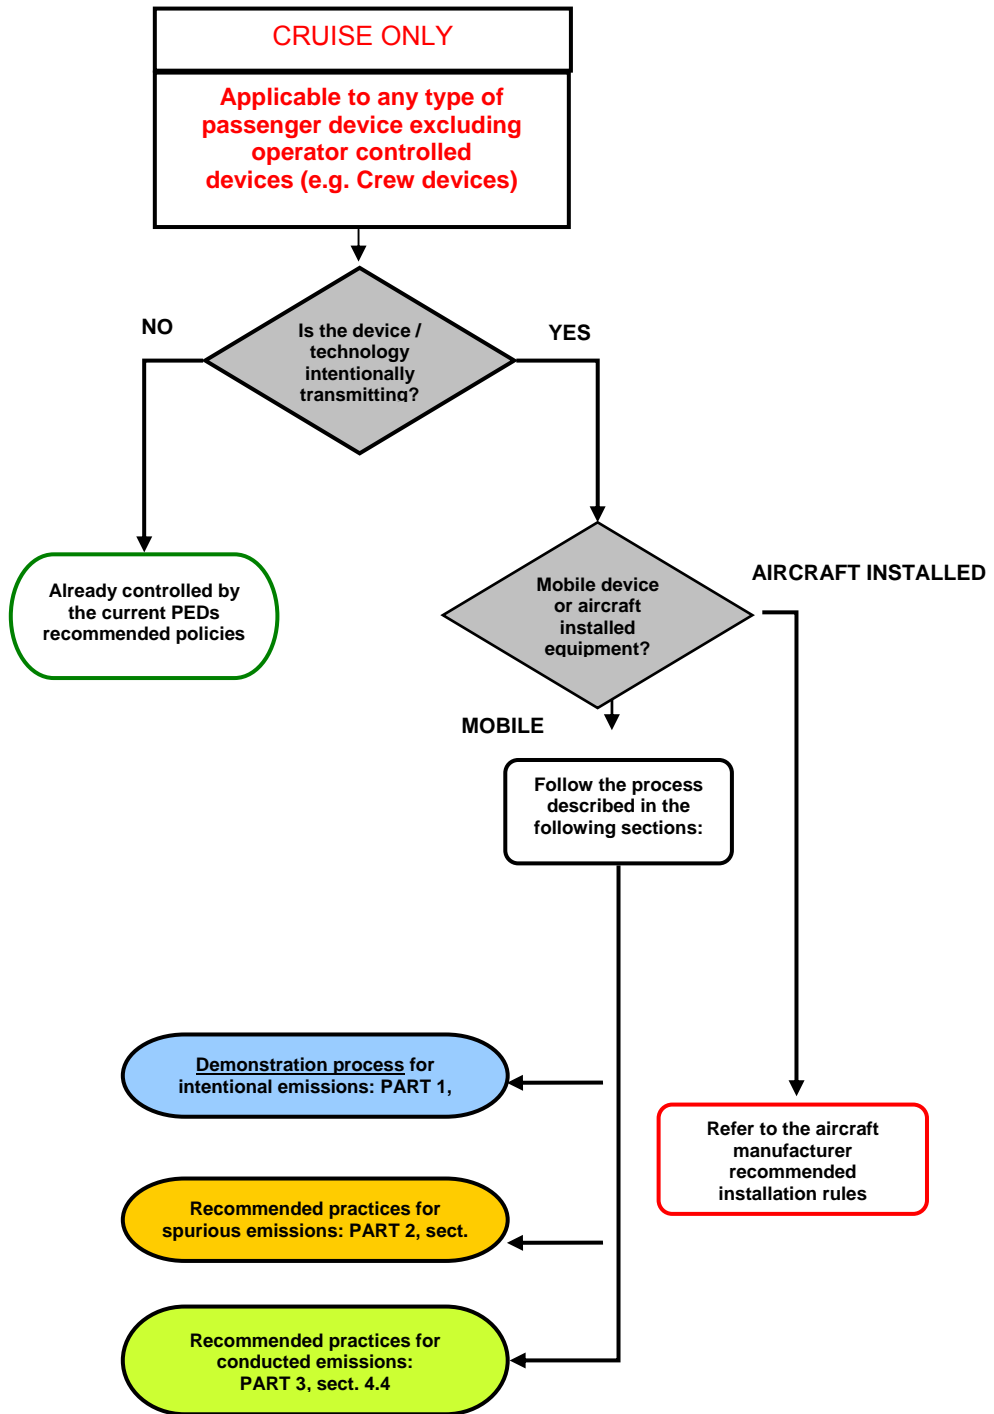 CRUISE ONLY
Applicable to any type of
passenger device excluding
operator controlled
devices (e.g. Crew devices)
NO
YES
Is the device /
technology
intentionally
transmitting?
Already controlled by
the current PEDs
recommended policies
Mobile device
or aircraft
installed
equipment?
AIRCRAFT INSTALLED
MOBILE
Follow the process
described in the
following sections:
Demonstration process for
intentional emissions: PART 1,
Refer to the aircraft
manufacturer
recommended
installation rules
Recommended practices for
spurious emissions: PART 2, sect.
Recommended practices for
conducted emissions:
PART 3, sect. 4.4